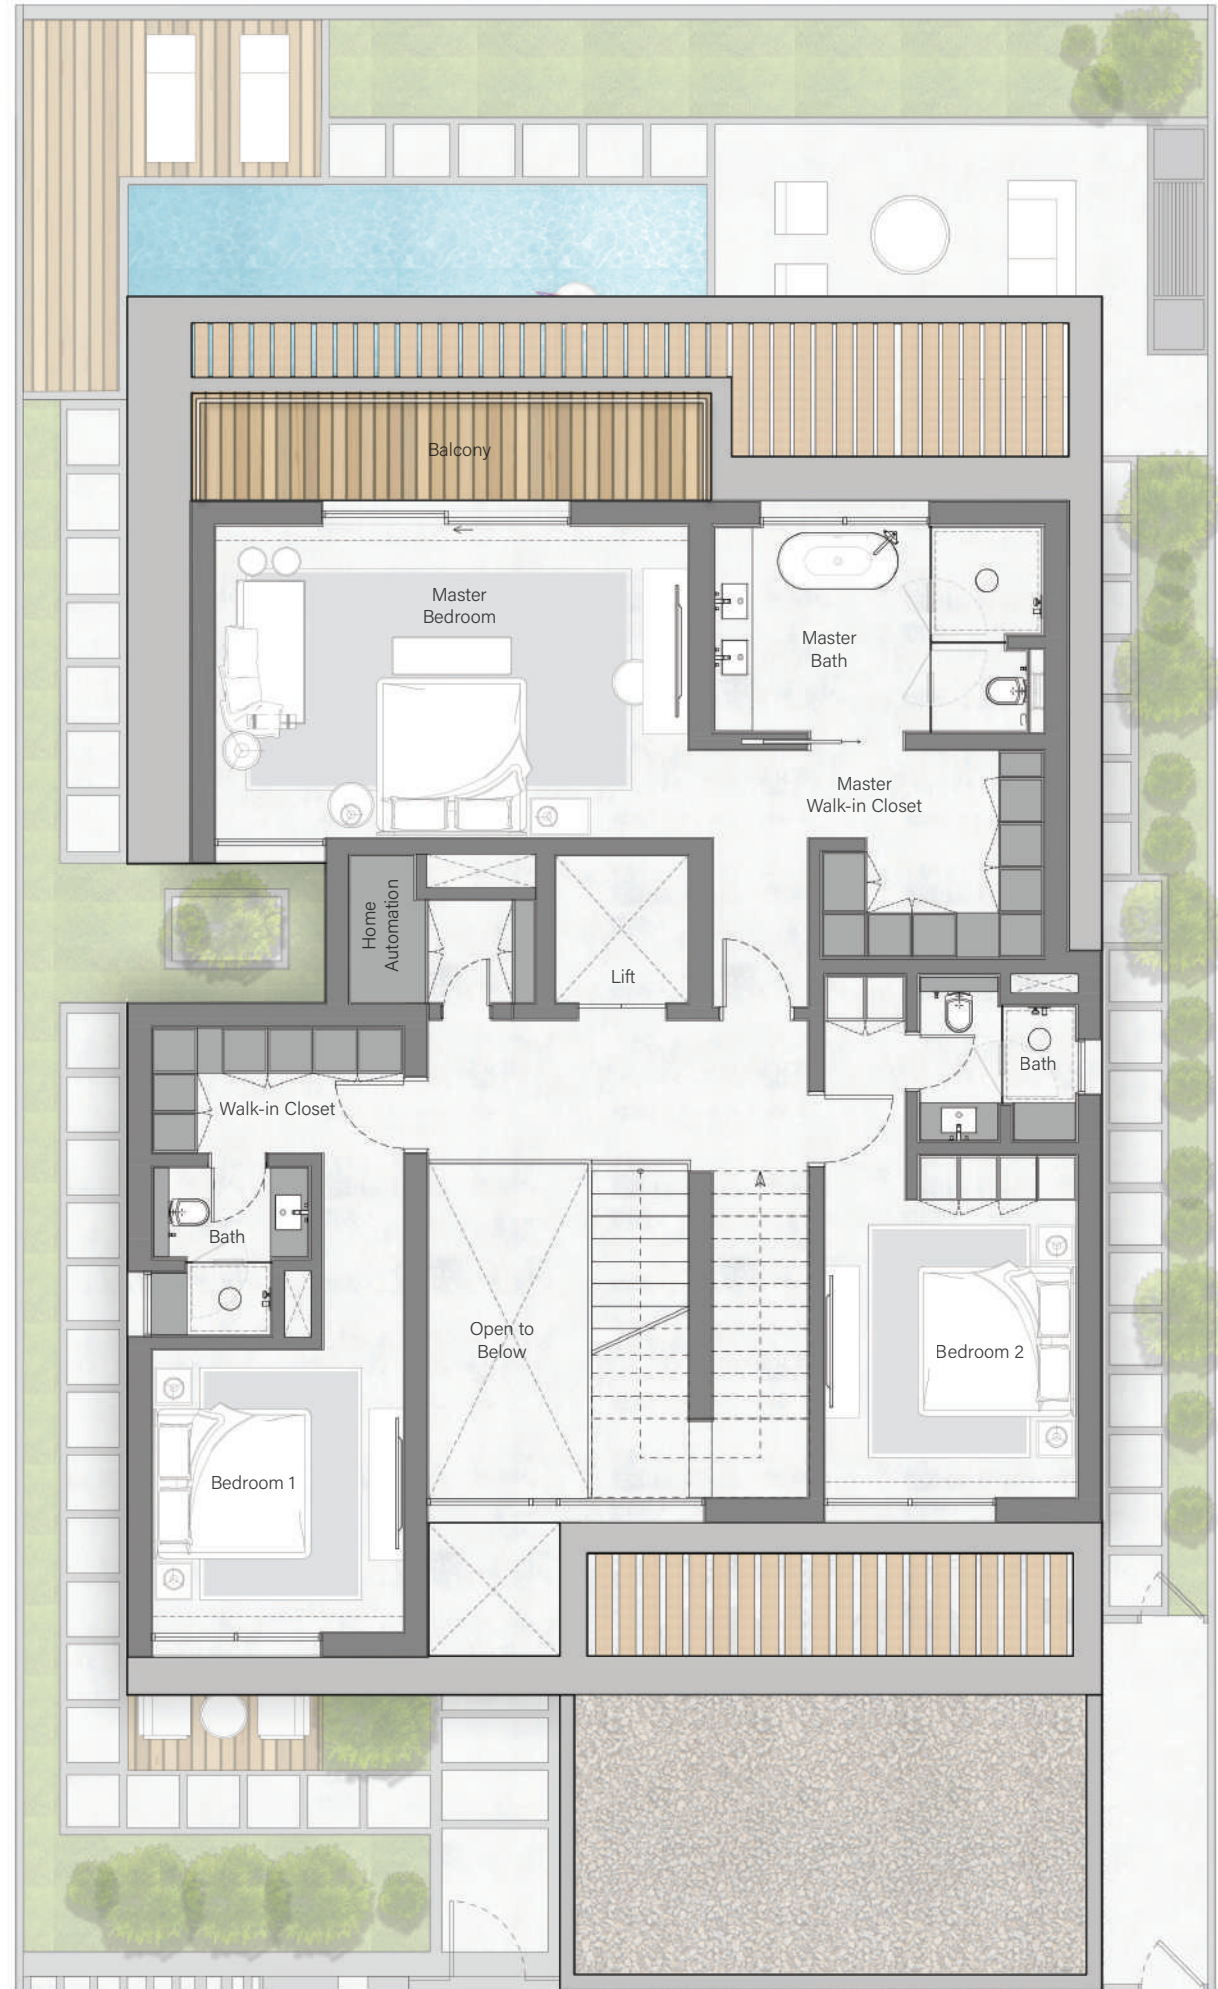 Balcony
Master
Bedroom
Master
Bath
Master
Walk-in Closet
Home
Automation
Lift
Bath
Walk-in Closet
Bath
Open to
Below
Bedroom 2
Bedroom 1